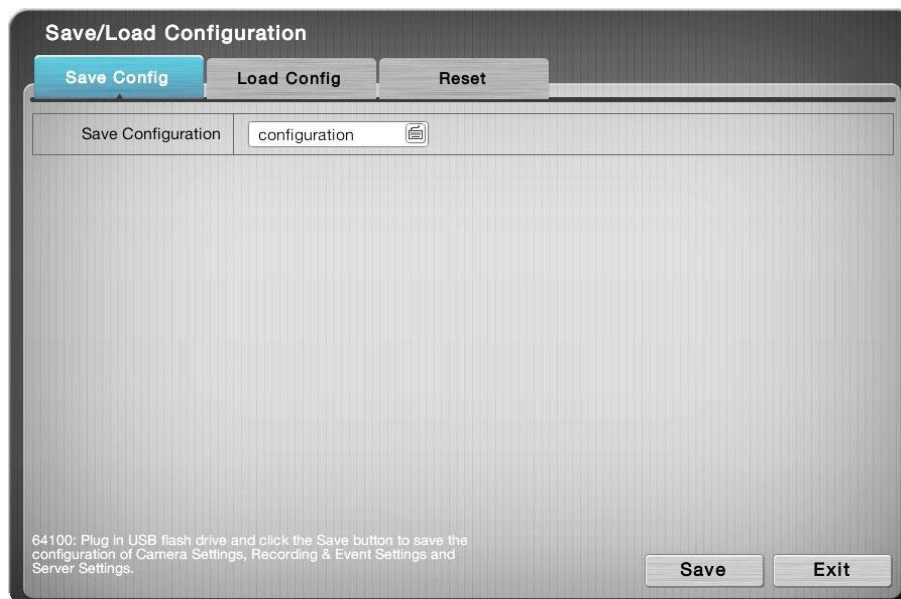 Save/Load Configuration
Save Config
Load Config
Reset
Save Configuration
configuration
64100: Plug in USB flash drive and click the Save button to save the
configuration of Camera Settings, Recording & Event Settings and
Server Settings.
Save
Exit